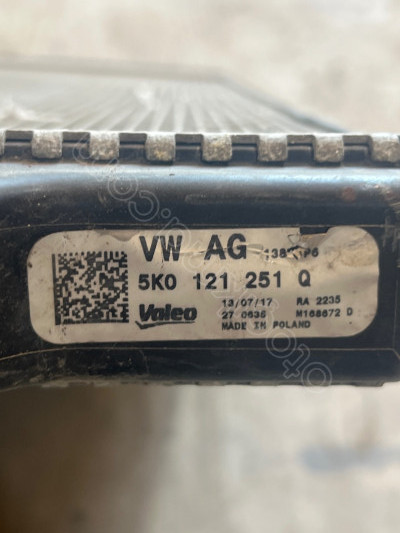 VW AG
5K0 121 251 Q
Valeo
13/07/17 RA 2235
27 0635 M168672 D
MADE IN POLAND